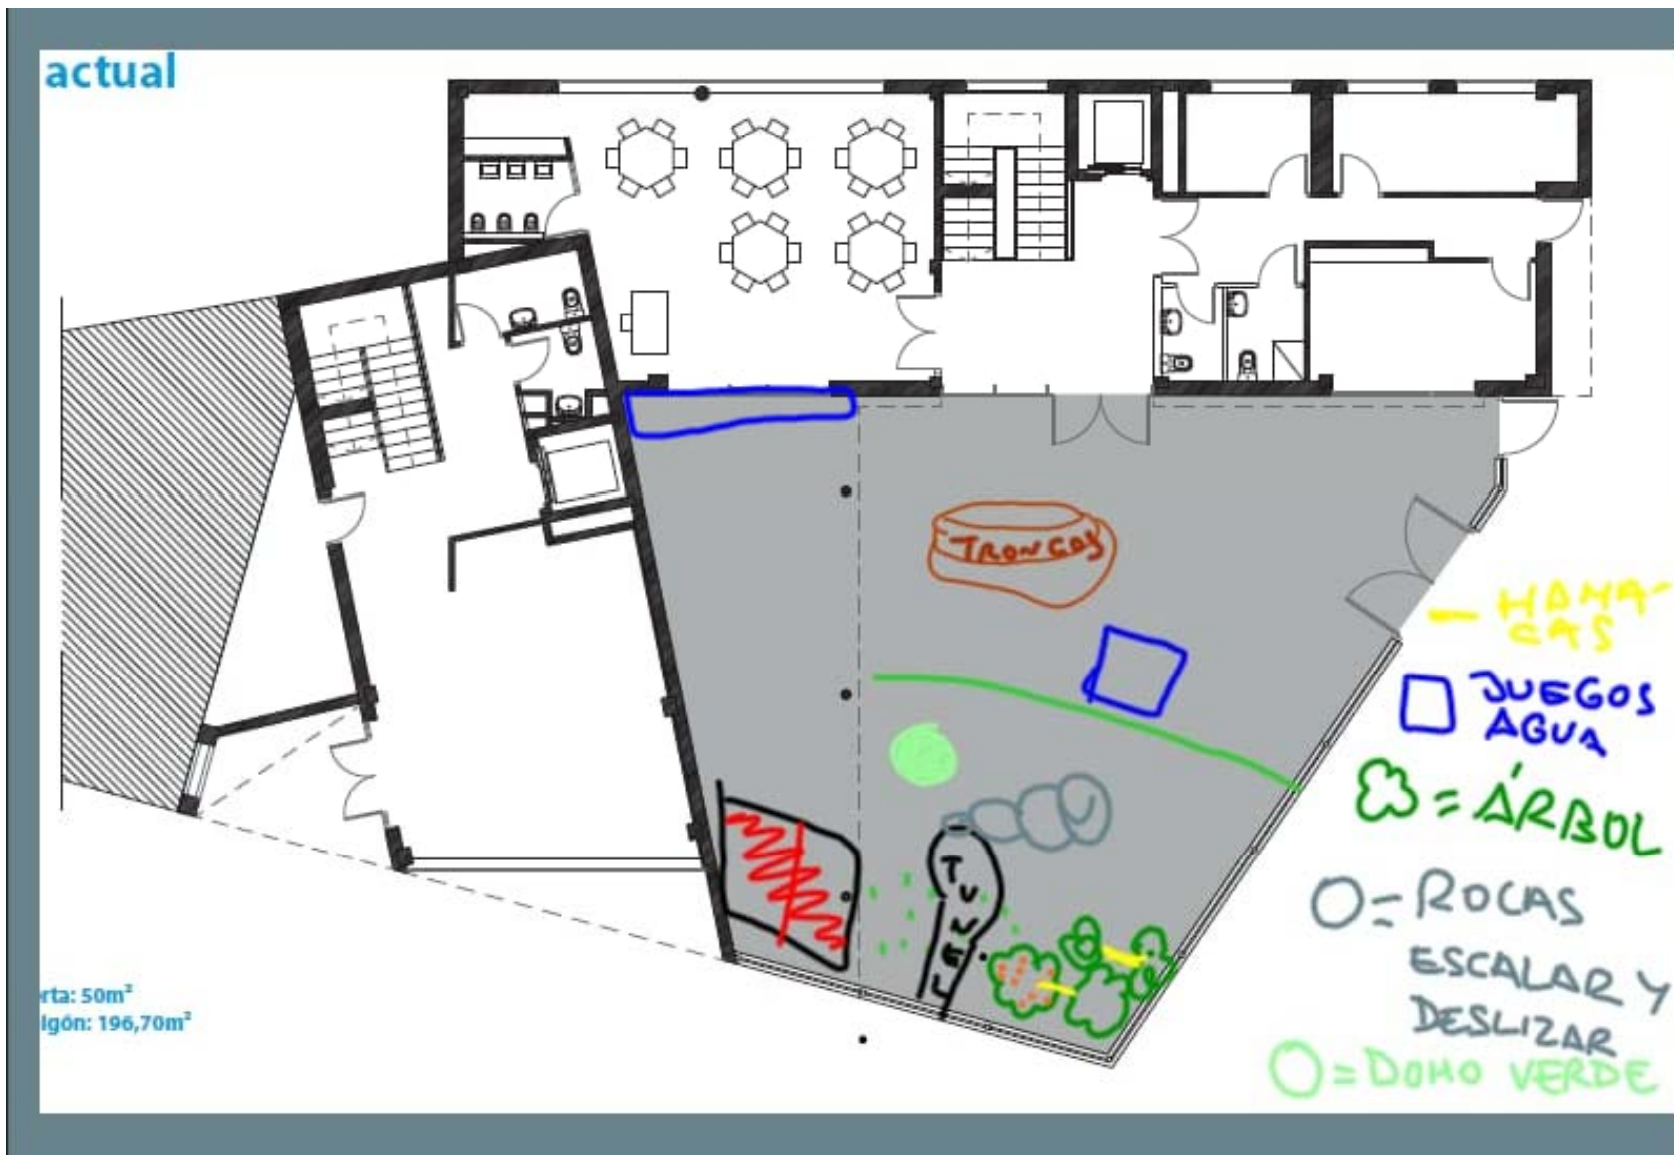 actual
TRONCOS
HAMA-
CAS
JUEGOS
AGUA
= ÁRBOL
= ROCAS
ESCALAR Y
DESLIZAR
= DOMO VERDE
TUNEL
rta: 50m²
lgón: 196,70m²